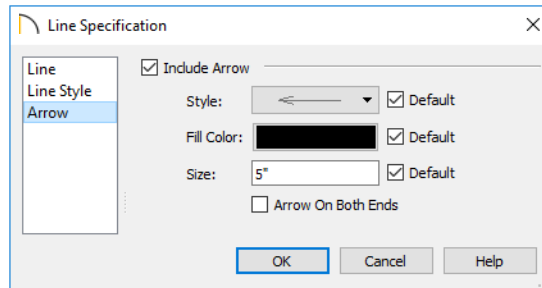 Line Specification
Line
Line Style
Arrow
Include Arrow
Style:
Default
Fill Color:
Default
Size:
5"
Default
Arrow On Both Ends
OK
Cancel
Help